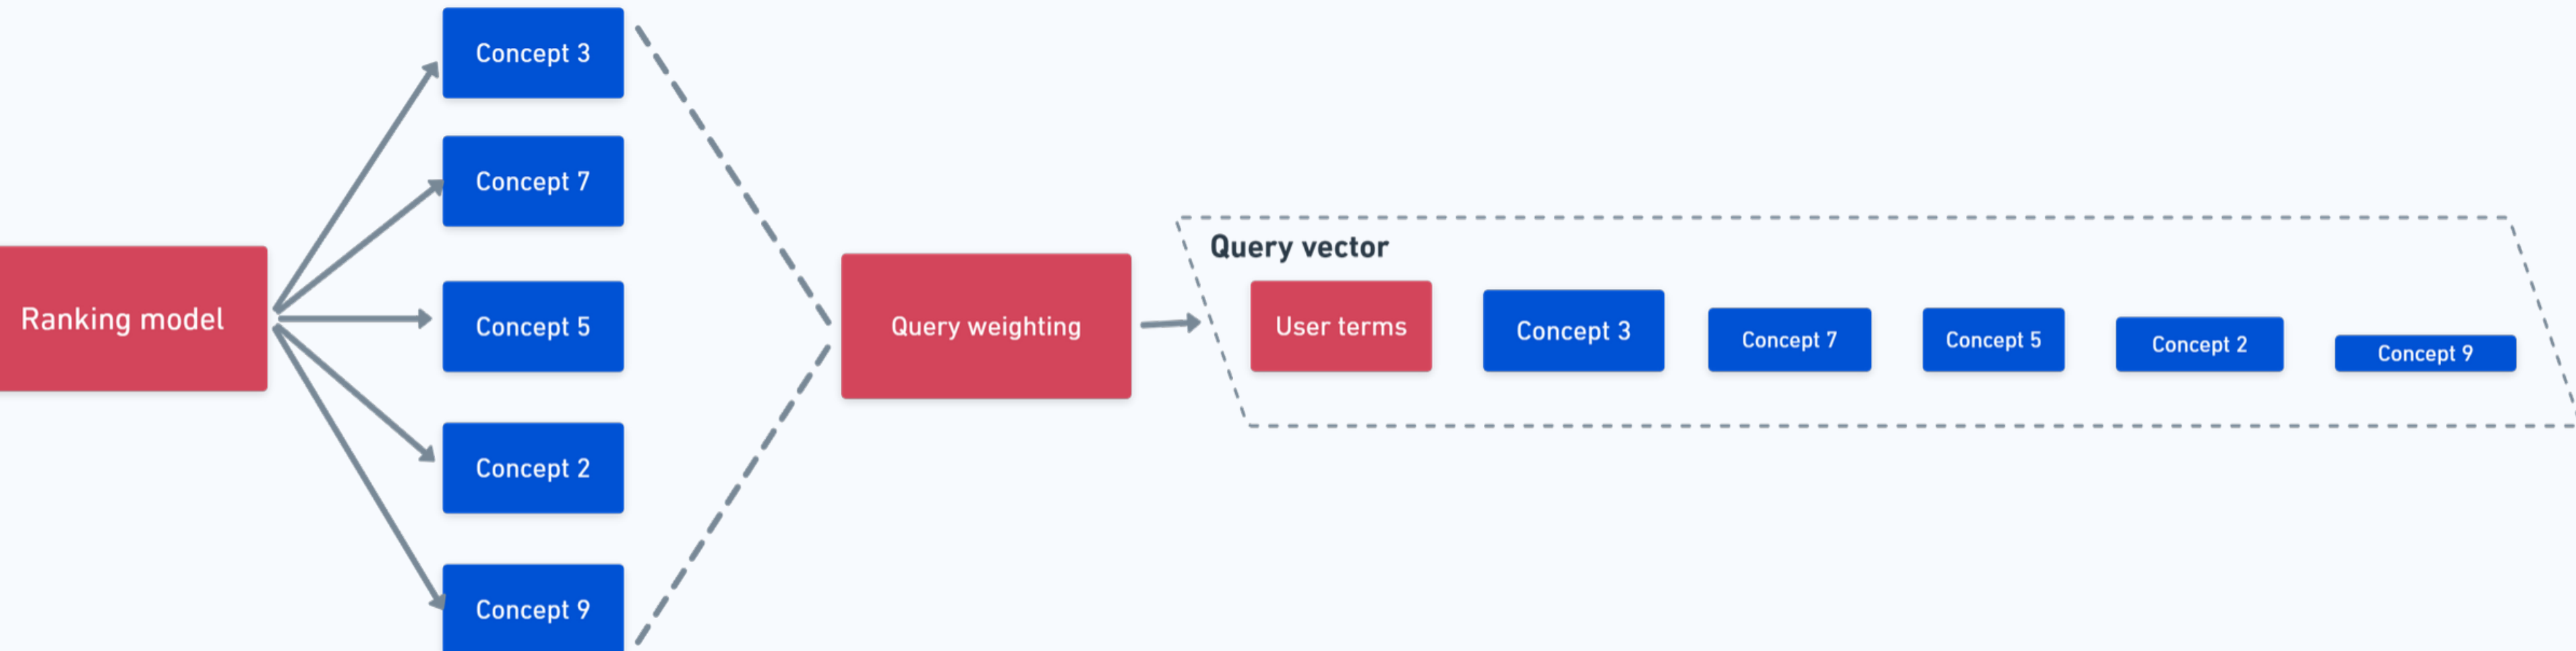 Concept 3
Concept 7
Ranking model
Concept 5
Concept 2
Concept 9
Query weighting
Query vector
User terms
Concept 3
Concept 7
Concept 5
Concept 2
Concept 9